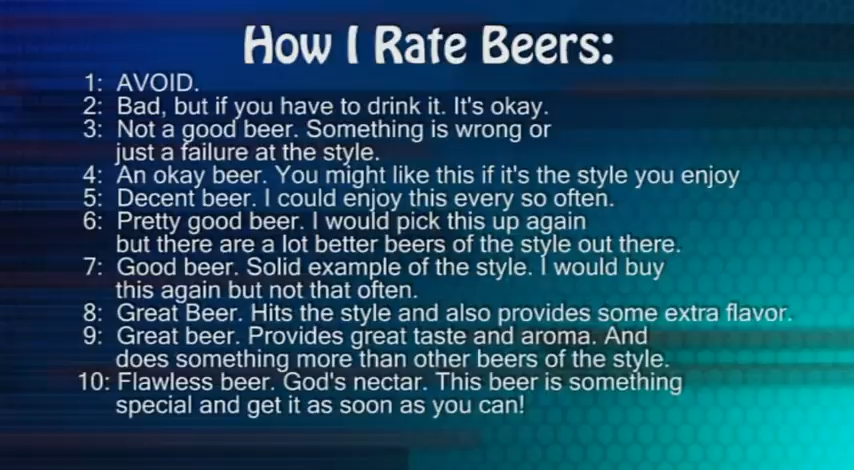 How I Rate Beers:
1: AVOID.
2: Bad, but if you have to drink it. It's okay.
3: Not a good beer. Something is wrong or
just a failure at the style.
4: An okay beer. You might like this if it's the style you enjoy
5: Decent beer. I could enjoy this every so often.
6: Pretty good beer. I would pick this up again
but there are a lot better beers of the style out there.
7: Good beer. Solid example of the style. I would buy
this again but not that often.
8: Great Beer. Hits the style and also provides some extra flavor.
9: Great beer. Provides great taste and aroma. And
does something more than other beers of the style.
10: Flawless beer. God's nectar. This beer is something
special and get it as soon as you can!